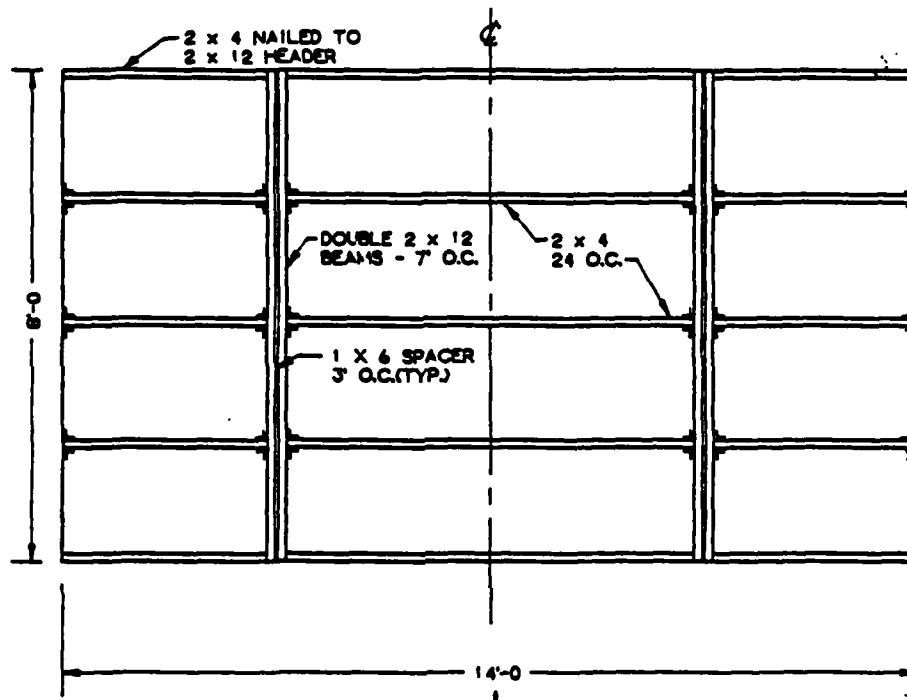 2 x 4 NAILED TO
2 x 12 HEADER
℄
8'-0
DOUBLE 2 x 12
BEAMS - 7' O.C.
2 x 4
24 O.C.
1 X 6 SPACER
3' O.C.(TYP.)
14'-0